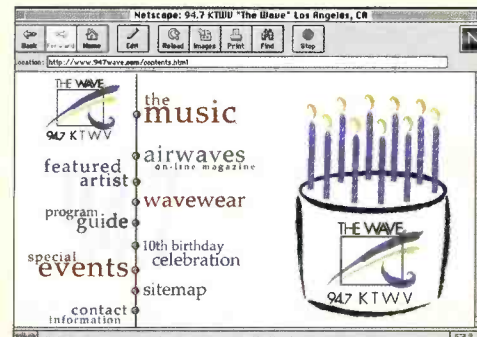 Netscape: 94.7 KTWV "The Wave" Los Angeles, CA
Back Forward Home Edit Reload Images Print Find Stop
Location: http://www.947wave.com/contents.html
THE WAVE
94.7 KTWV
the
music
airwaves
on-line magazine
featured
artist
wavewear
program
guide
10th birthday
celebration
special
events
sitemap
contact
information
THE WAVE
94.7 KTWV